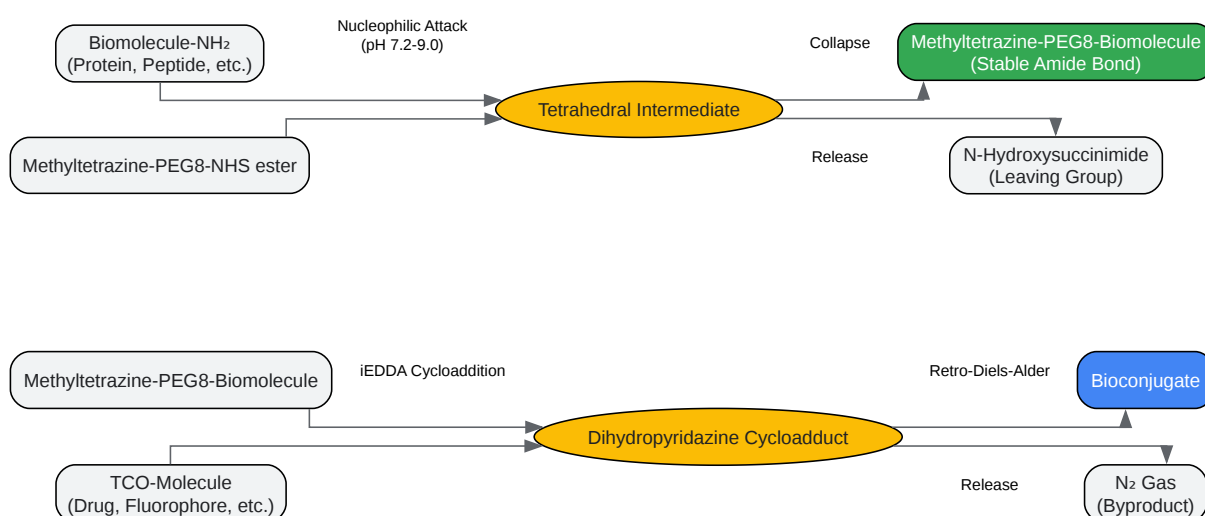 Nucleophilic Attack
(pH 7.2-9.0)
Biomolecule-NH₂
(Protein, Peptide, etc.)
Collapse
Methyltetrazine-PEG8-Biomolecule
(Stable Amide Bond)
Tetrahedral Intermediate
Methyltetrazine-PEG8-NHS ester
Release
N-Hydroxysuccinimide
(Leaving Group)
Methyltetrazine-PEG8-Biomolecule
iEDDA Cycloaddition
Retro-Diels-Alder
Bioconjugate
Dihydropyridazine Cycloadduct
TCO-Molecule
(Drug, Fluorophore, etc.)
Release
N₂ Gas
(Byproduct)